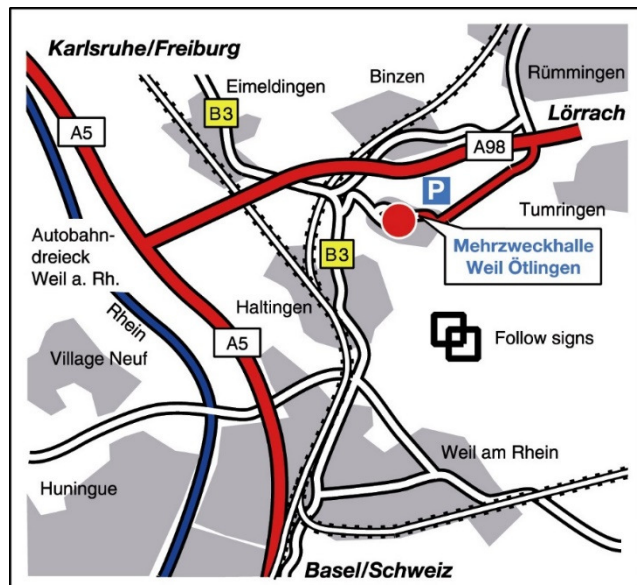 Karlsruhe/Freiburg
Eimeldingen
Binzen
Rümmingen
B3
A5
Lörrach
A98
P
Tumringen
Autobahn-
dreieck
Weil a. Rh.
Mehrzweckhalle
Weil Ötlingen
B3
Rhein
Haltingen
A5
Follow signs
Village Neuf
Weil am Rhein
Huningue
Basel/Schweiz